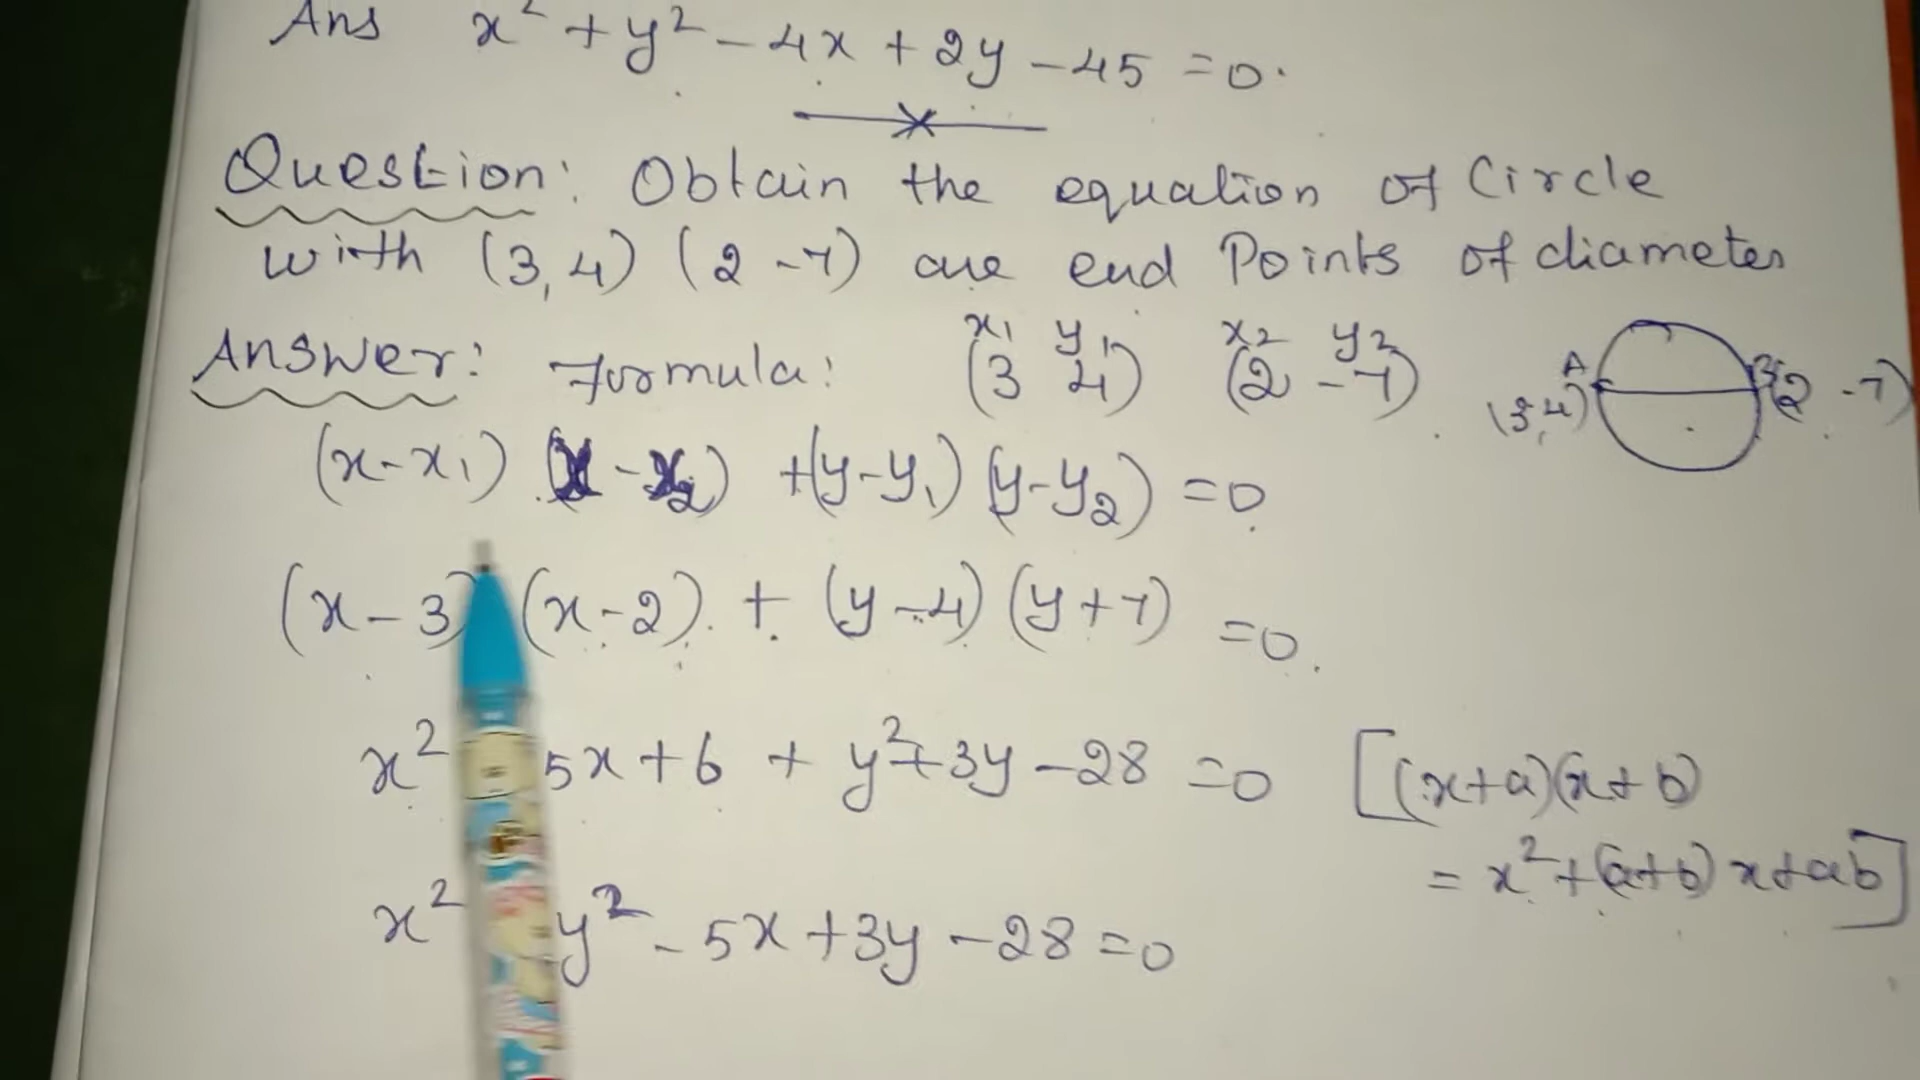 Ans x² + y² - 4x + 2y - 45 = 0.
Question: Obtain the equation of Circle
with (3,4) (2 -7) are end Points of diameter
Answer: Formula: (3 4) (2 -7)
x₁ y₁ x₂ y₂
A B
(3,4) (2 -7)
(x-x₁) (x-x₂) +(y-y₁) (y-y₂) =0
(x-3) (x-2) + (y-4) (y+7) =0.
x² 5x+6 + y²+3y-28 =0
[(x+a)(x+b)
= x²+(a+b)x+ab]
x² y² - 5x+3y-28=0